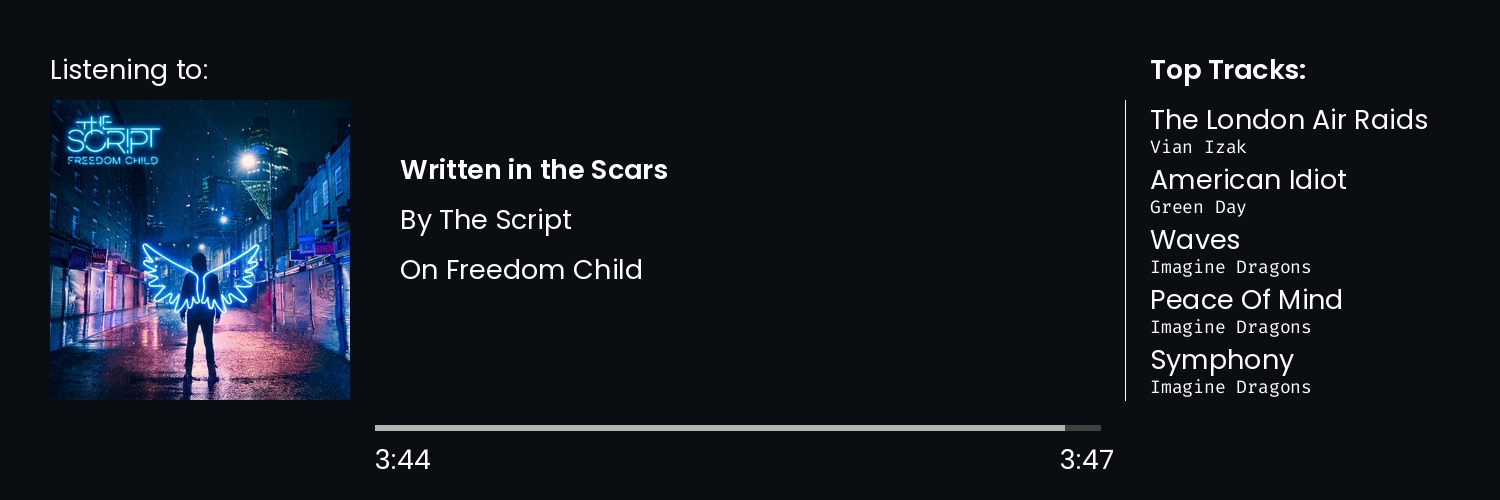 Listening to:
THE
SCRIPT
FREEDOM CHILD
Written in the Scars
By The Script
On Freedom Child
3:44
3:47
Top Tracks:
The London Air Raids
Vian Izak
American Idiot
Green Day
Waves
Imagine Dragons
Peace Of Mind
Imagine Dragons
Symphony
Imagine Dragons